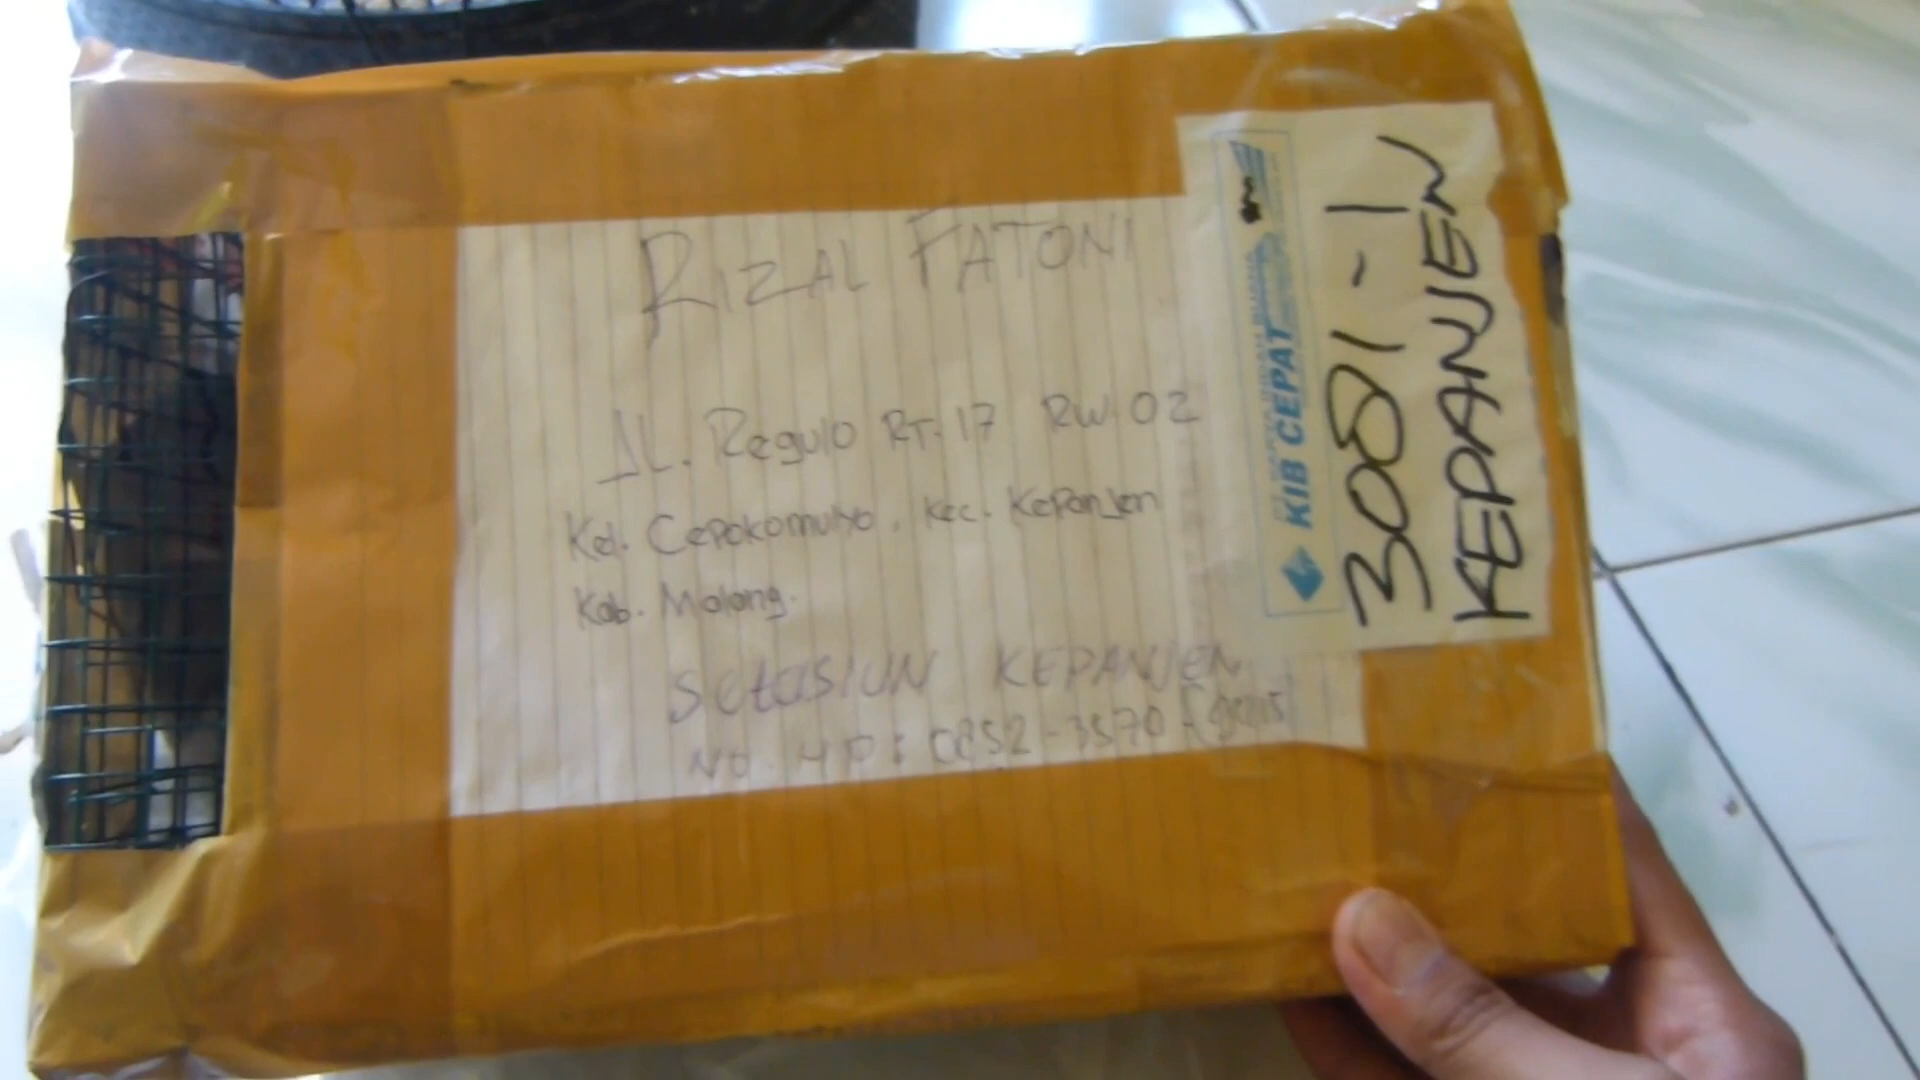 RIZAL FATONI
JL. Regulo RT. 17 RW. 02
Kel. Cepokomulyo. Kec. Kepanjen
Kab. Malang.
Setasiun KEPANJEN
NO. HP: 0852-3570-
KIB CEPAT
3081-1
KEPANJEN